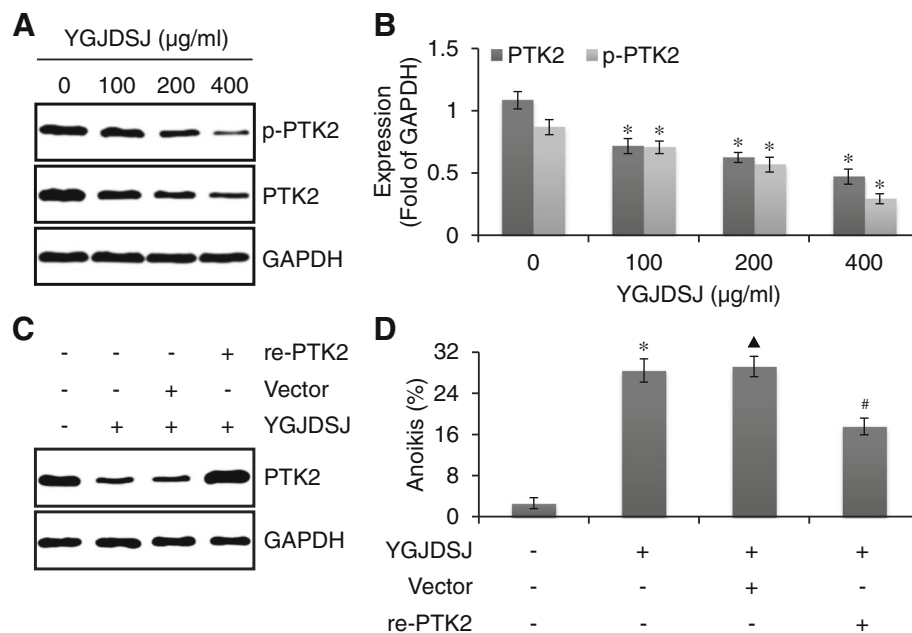 A
YGJDSJ (µg/ml)
0 100 200 400
p-PTK2
PTK2
GAPDH
B
PTK2 p-PTK2
Expression
(Fold of GAPDH)
1.5
1
0.5
0
* *
* *
* *
0 100 200 400
YGJDSJ (µg/ml)
C
- - - + re-PTK2
- - + - Vector
- + + + YGJDSJ
PTK2
GAPDH
D
Anoikis (%)
32
24
16
8
0
* ▲ #
YGJDSJ - + + +
Vector - - + -
re-PTK2 - - - +